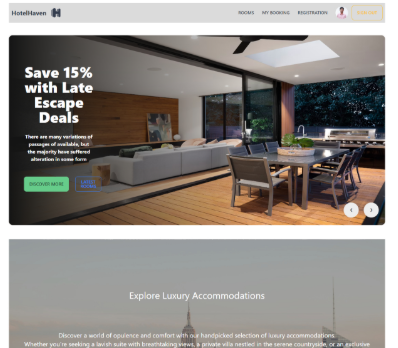 HotelHaven
ROOMS MY BOOKING REGISTRATION
Save 15%
with Late
Escape
Deals
There are many variations of
passages of available, but
the majority have suffered
alteration in some form
DISCOVER MORE
LATEST
ROOMS
Explore Luxury Accommodations
Discover a world of opulence and comfort with our handpicked selection of luxury accommodations.
Whether you're seeking a lavish suite with breathtaking views, a private villa nestled in the serene countryside, or an exclusive